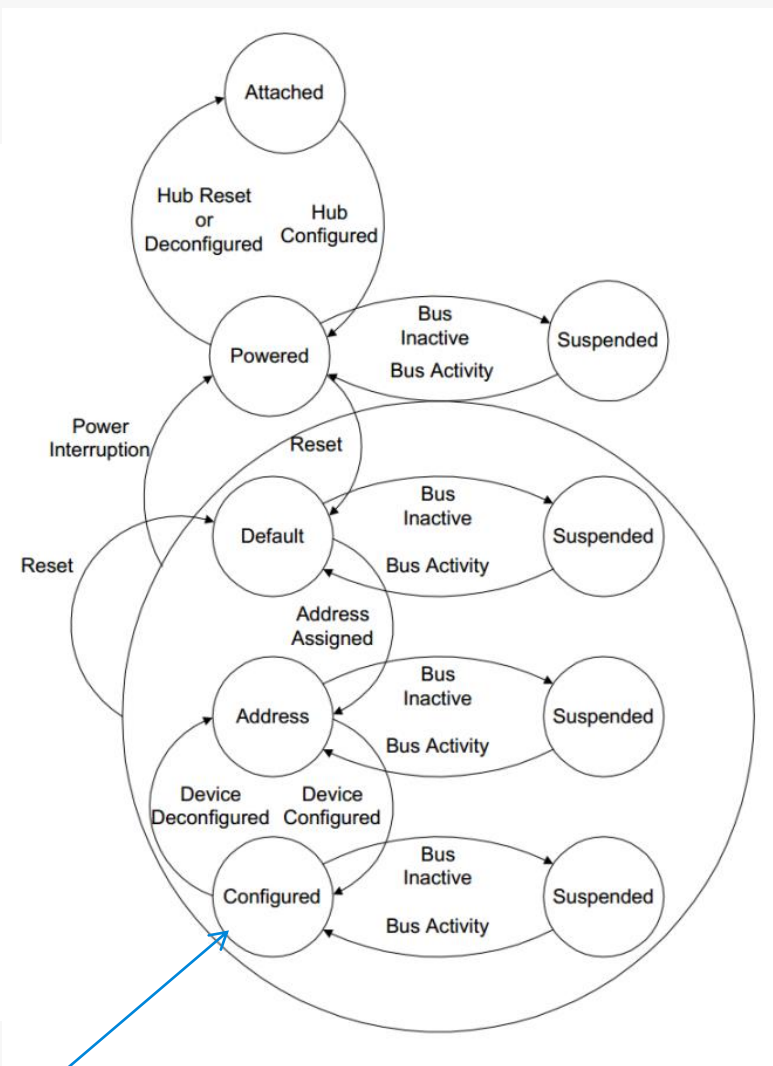 Attached
Hub Reset
or
Deconfigured
Hub
Configured
Powered
Bus
Inactive
Bus Activity
Suspended
Power
Interruption
Reset
Default
Bus
Inactive
Bus Activity
Suspended
Reset
Address
Assigned
Address
Bus
Inactive
Bus Activity
Suspended
Device
Deconfigured
Device
Configured
Configured
Bus
Inactive
Bus Activity
Suspended